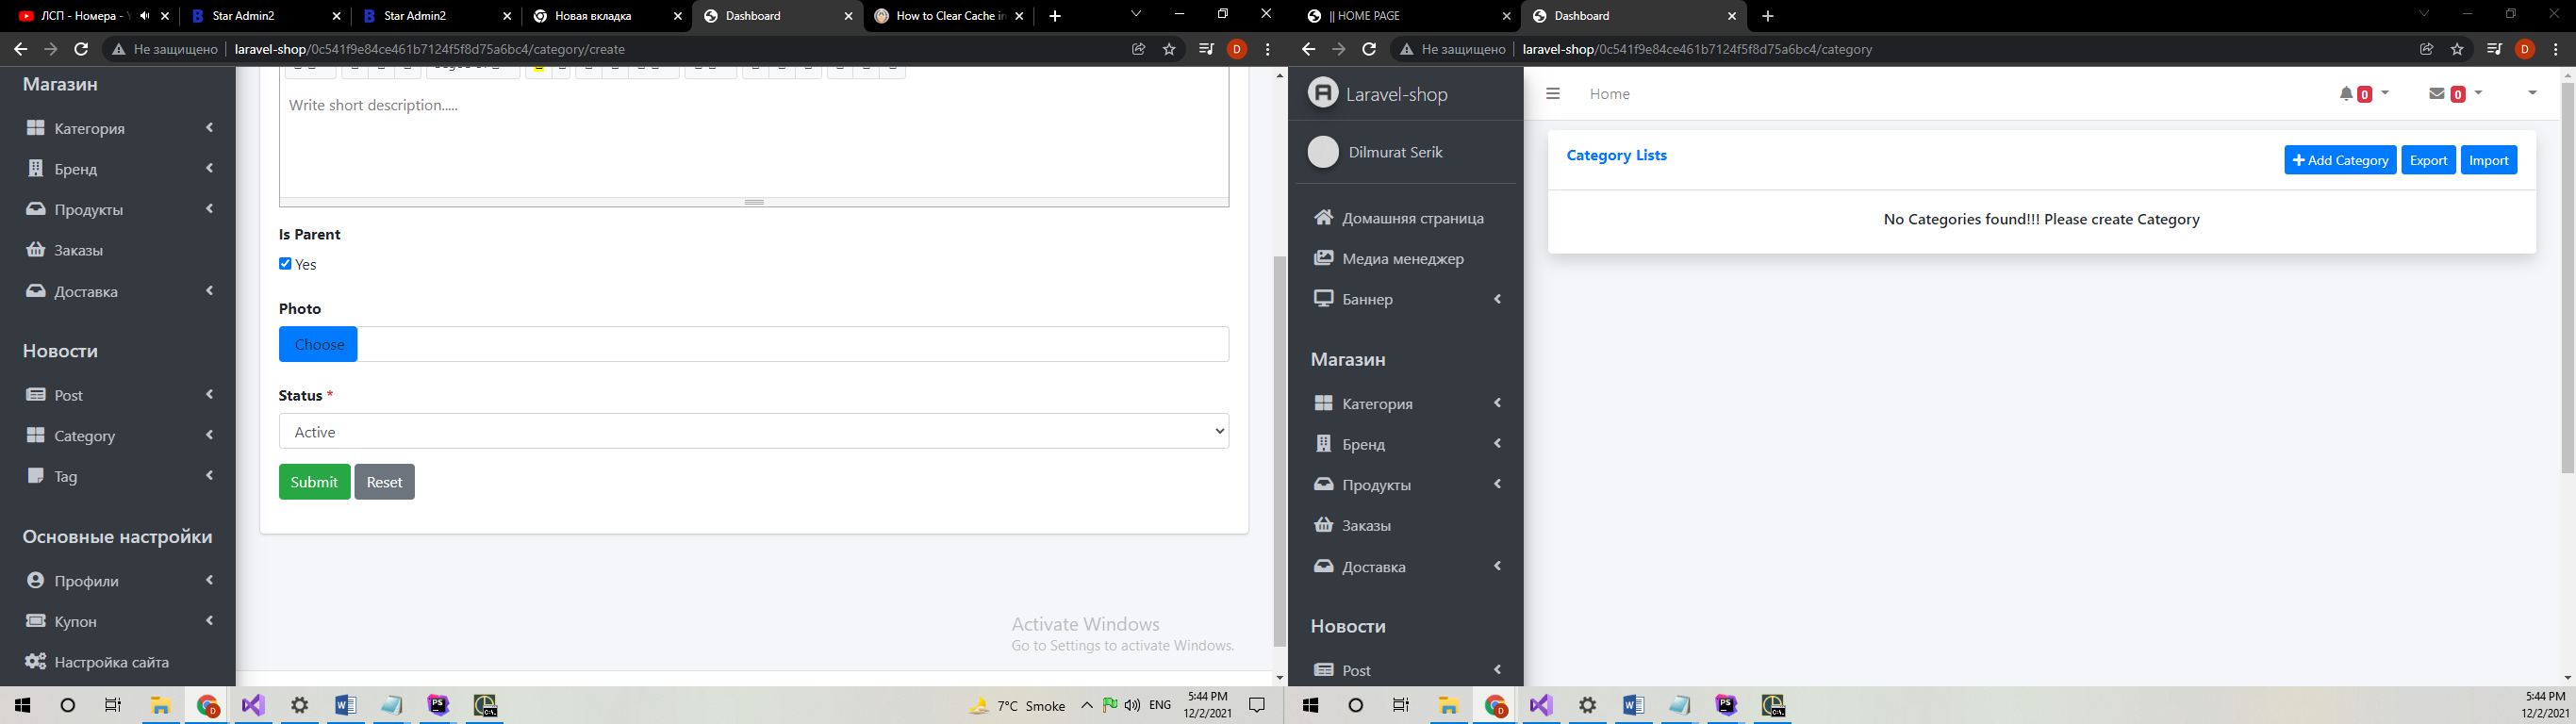 ЛСП - Номера - Y
Star Admin2
Star Admin2
Новая вкладка
Dashboard
How to Clear Cache in
Не защищено
laravel-shop/0c541f9e84ce461b7124f5f8d75a6bc4/category/create
D
Магазин
Категория
Бренд
Продукты
Заказы
Доставка
Новости
Post
Category
Tag
Основные настройки
Профили
Купон
Настройка сайта
Write short description.....
Is Parent
Yes
Photo
Choose
Status *
Active
Submit Reset
Activate Windows
Go to Settings to activate Windows.
7°C Smoke
ENG
5:44 PM
12/2/2021
|| HOME PAGE
Dashboard
Не защищено
laravel-shop/0c541f9e84ce461b7124f5f8d75a6bc4/category
D
Laravel-shop
Dilmurat Serik
Домашняя страница
Медиа менеджер
Баннер
Магазин
Категория
Бренд
Продукты
Заказы
Доставка
Новости
Post
Home
0
0
Category Lists
Add Category Export Import
No Categories found!!! Please create Category
5:44 PM
12/2/2021